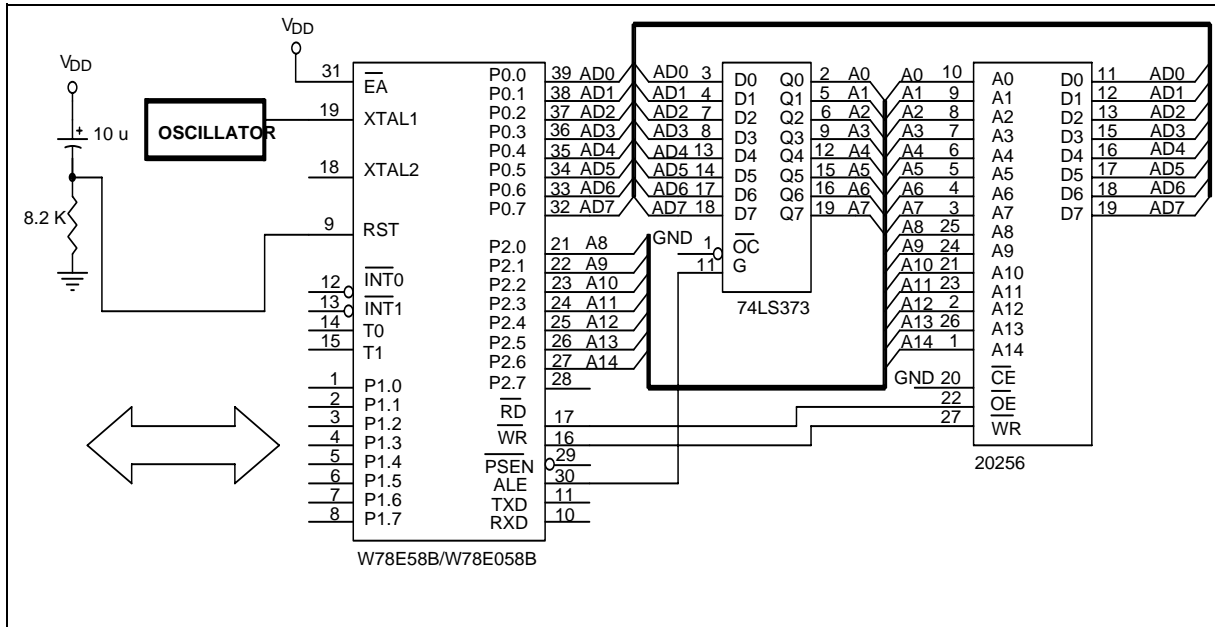 VDD
10 u
8.2 K
OSCILLATOR
VDD
31 EA
19 XTAL1
18 XTAL2
9 RST
12 INT0
13 INT1
14 T0
15 T1
1 P1.0
2 P1.1
3 P1.2
4 P1.3
5 P1.4
6 P1.5
7 P1.6
8 P1.7
P0.0 39 AD0
P0.1 38 AD1
P0.2 37 AD2
P0.3 36 AD3
P0.4 35 AD4
P0.5 34 AD5
P0.6 33 AD6
P0.7 32 AD7
P2.0 21 A8
P2.1 22 A9
P2.2 23 A10
P2.3 24 A11
P2.4 25 A12
P2.5 26 A13
P2.6 27 A14
P2.7 28
RD 17
WR 16
PSEN 29
ALE 30
TXD 11
RXD 10
W78E58B/W78E058B
AD0 3 D0 Q0 2 A0
AD1 4 D1 Q1 5 A1
AD2 7 D2 Q2 6 A2
AD3 8 D3 Q3 9 A3
AD4 13 D4 Q4 12 A4
AD5 14 D5 Q5 15 A5
AD6 17 D6 Q6 16 A6
AD7 18 D7 Q7 19 A7
GND 1 OC
11 G
74LS373
A0 10 A0 D0 11 AD0
A1 9 A1 D1 12 AD1
A2 8 A2 D2 13 AD2
A3 7 A3 D3 15 AD3
A4 6 A4 D4 16 AD4
A5 5 A5 D5 17 AD5
A6 4 A6 D6 18 AD6
A7 3 A7 D7 19 AD7
A8 25 A8
A9 24 A9
A10 21 A10
A11 23 A11
A12 2 A12
A13 26 A13
A14 1 A14
GND 20 CE
22 OE
27 WR
20256